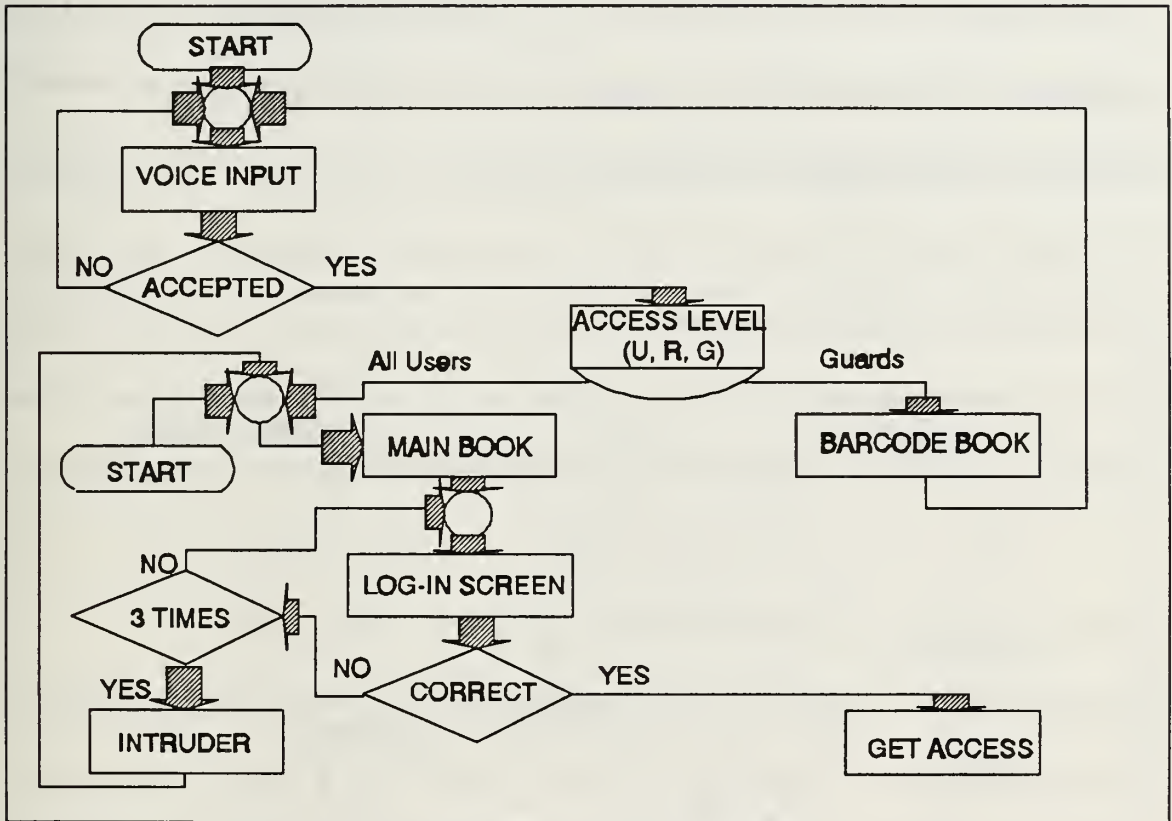 START
VOICE INPUT
NO
YES
ACCEPTED
ACCESS LEVEL
(U, R, G)
All Users
Guards
START
MAIN BOOK
BARCODE BOOK
NO
LOG-IN SCREEN
3 TIMES
NO
YES
CORRECT
YES
INTRUDER
GET ACCESS